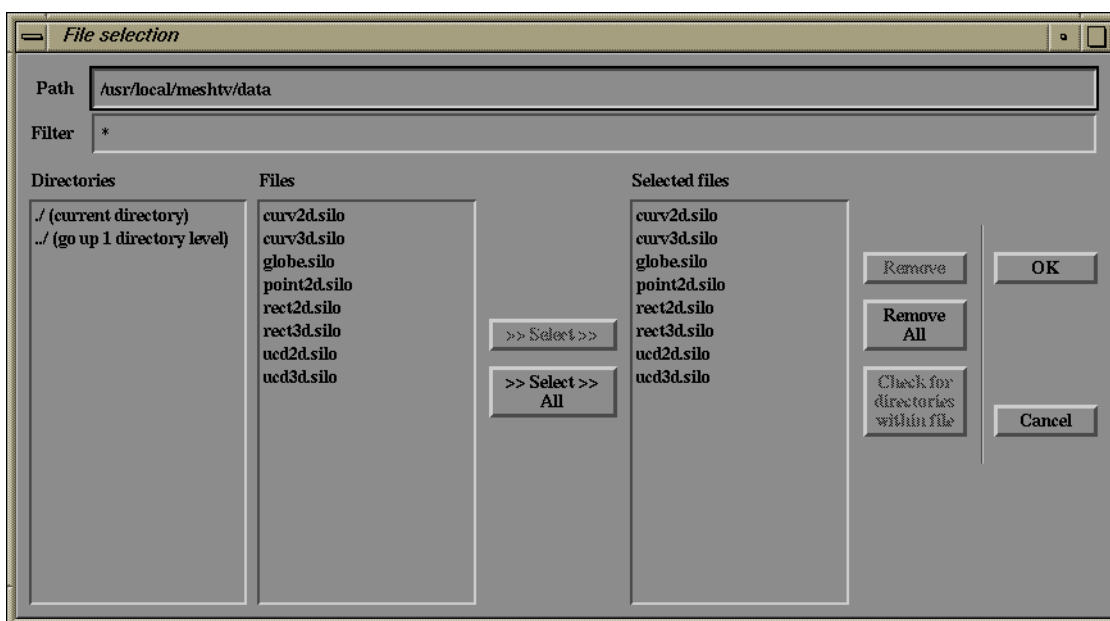 File selection
Path /usr/local/meshtv/data
Filter *
Directories Files Selected files
./ (current directory)
../ (go up 1 directory level)
curv2d.silo
curv3d.silo
globe.silo
point2d.silo
rect2d.silo
rect3d.silo
ucd2d.silo
ucd3d.silo
>> Select >>
>> Select >>
All
curv2d.silo
curv3d.silo
globe.silo
point2d.silo
rect2d.silo
rect3d.silo
ucd2d.silo
ucd3d.silo
Remove
Remove
All
Check for
directories
within file
OK
Cancel